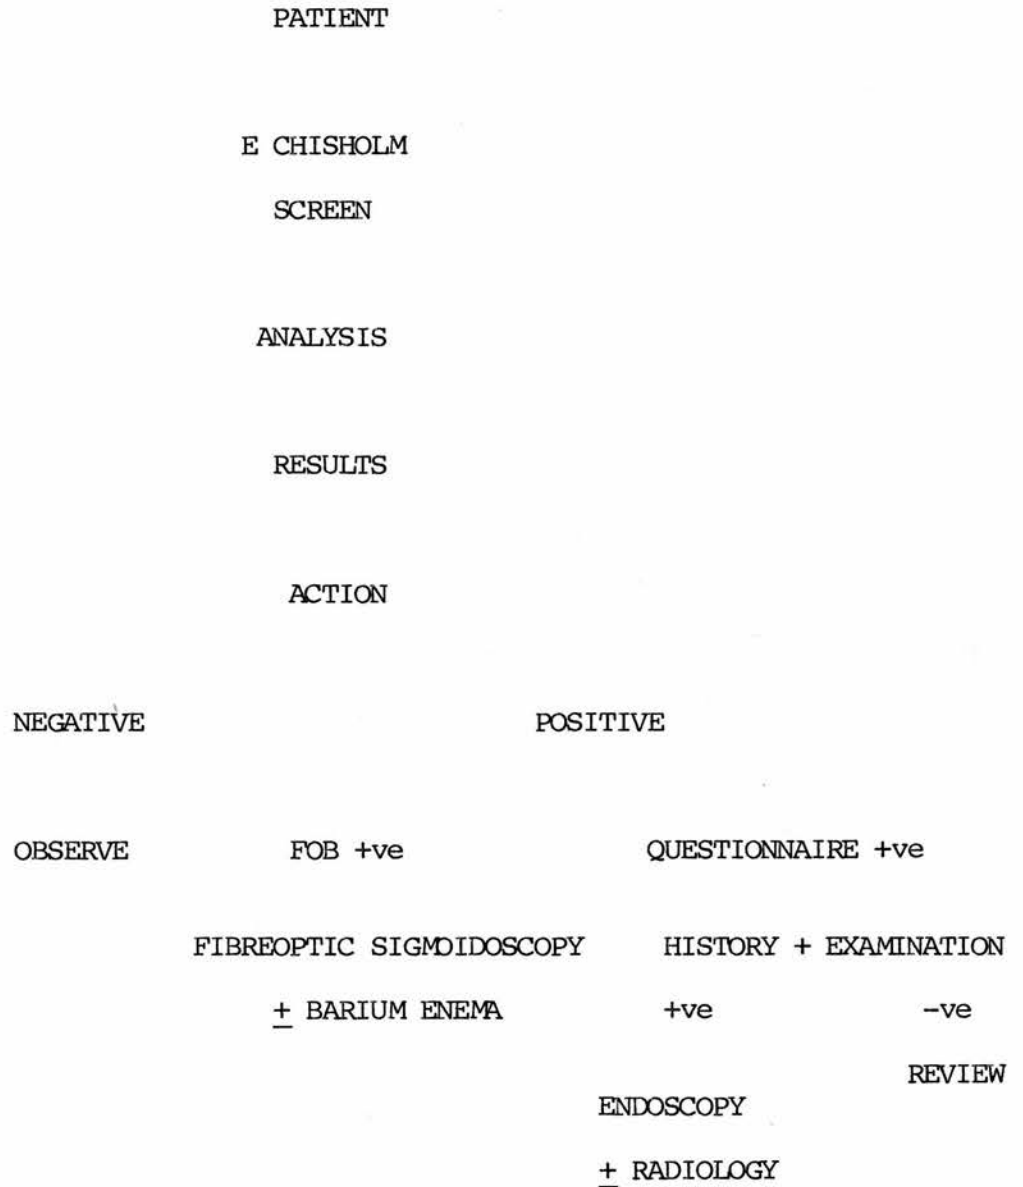 PATIENT
E CHISHOLM
SCREEN
ANALYSIS
RESULTS
ACTION
NEGATIVE POSITIVE
OBSERVE FOB +ve QUESTIONNAIRE +ve
FIBREOPTIC SIGMOIDOSCOPY HISTORY + EXAMINATION
± BARIUM ENEMA +ve -ve
REVIEW
ENDOSCOPY
± RADIOLOGY